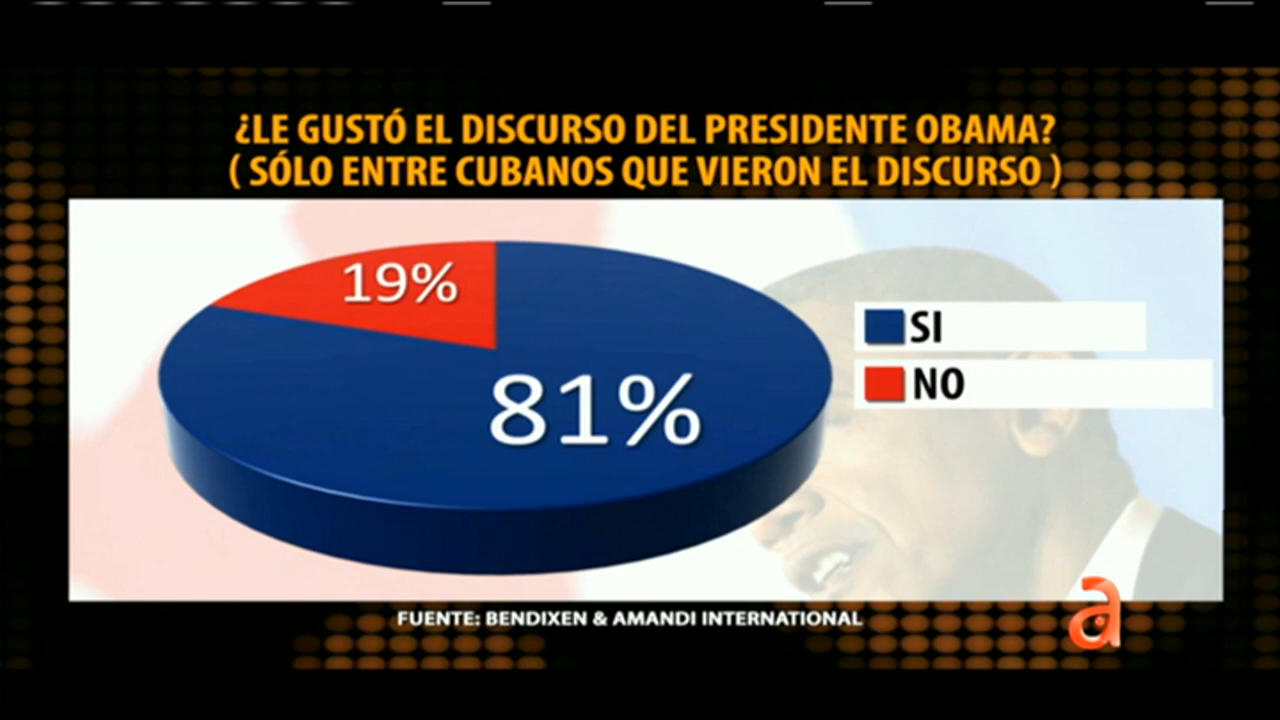 ¿LE GUSTÓ EL DISCURSO DEL PRESIDENTE OBAMA?
( SÓLO ENTRE CUBANOS QUE VIERON EL DISCURSO )
19%
81%
SI
NO
FUENTE: BENDIXEN & AMANDI INTERNATIONAL
a